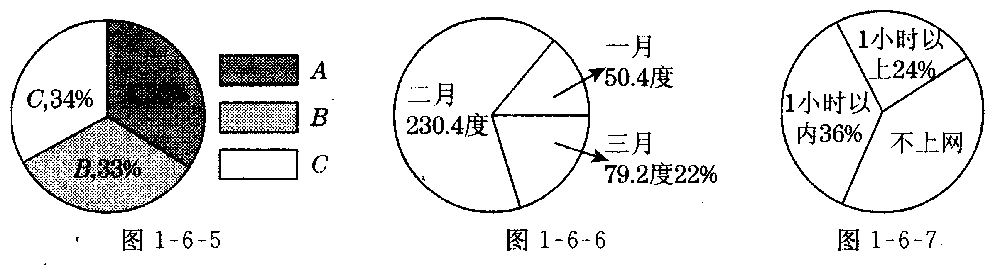 C,34%
B,33%
A
B
C
图 1-6-5
二月
230.4度
一月
50.4度
三月
79.2度22%
图 1-6-6
1小时以
上24%
1小时以
内36%
不上网
图 1-6-7